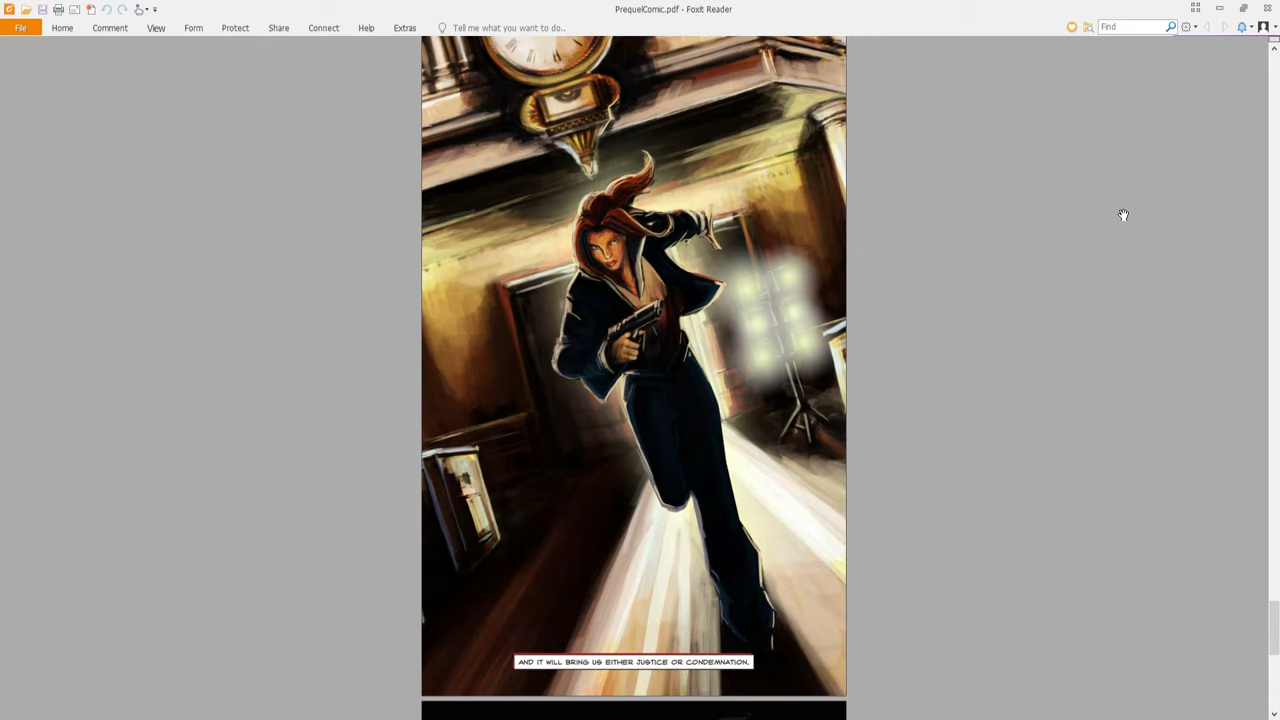 PrequelComic.pdf - Foxit Reader
File Home Comment View Form Protect Share Connect Help Extras Tell me what you want to do.. Find
AND IT WILL BRING US EITHER JUSTICE OR CONDEMNATION.